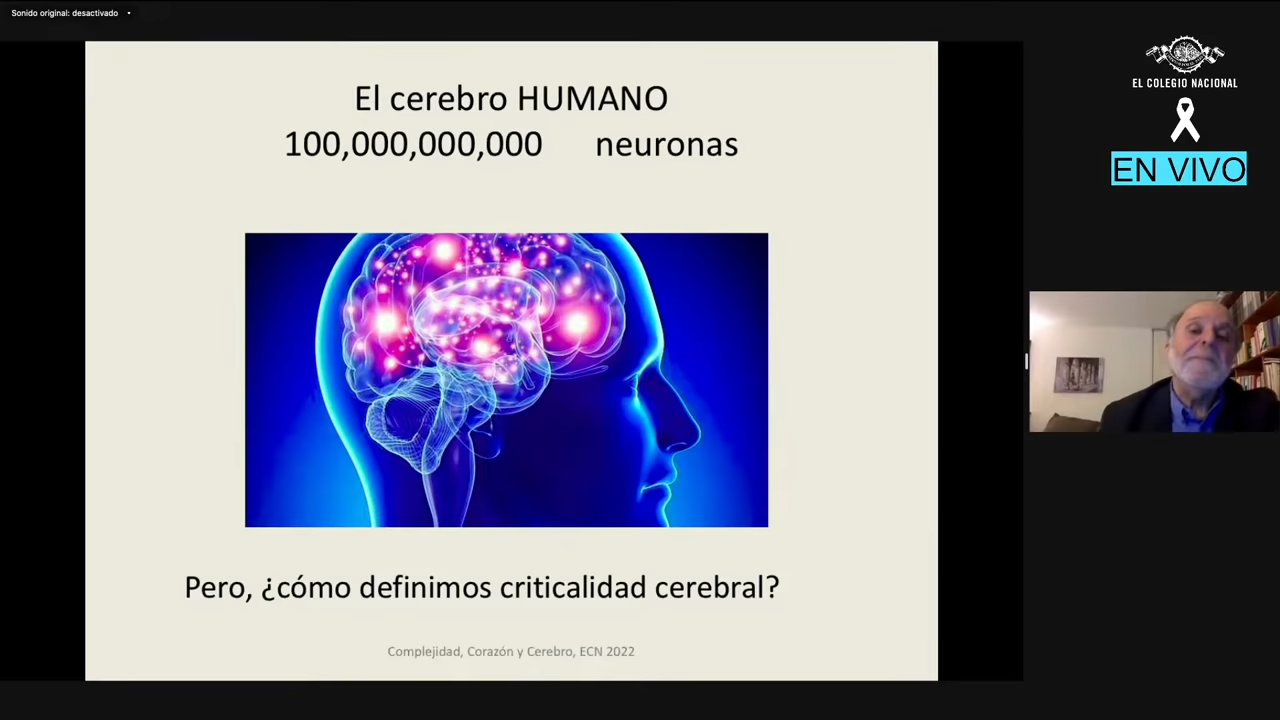 Sonido original: desactivado
El cerebro HUMANO
100,000,000,000 neuronas
Pero, ¿cómo definimos criticalidad cerebral?
Complejidad, Corazón y Cerebro, ECN 2022
EL COLEGIO NACIONAL
EN VIVO